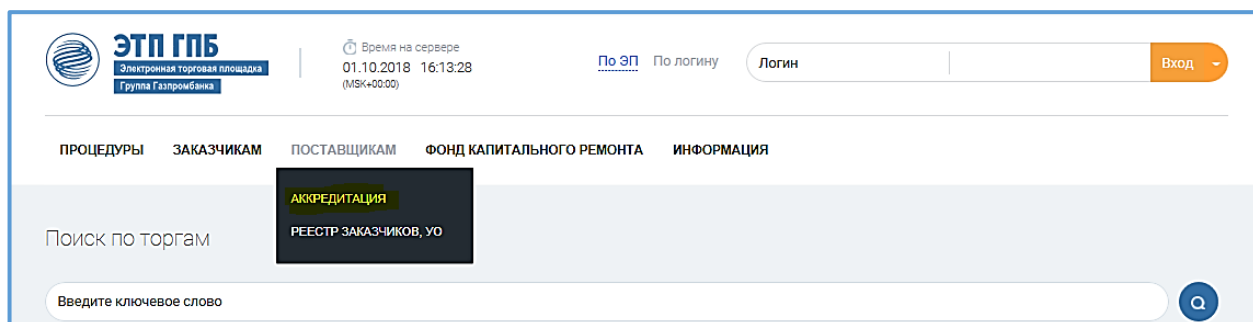 ЭТП ГПБ
Электронная торговая площадка
Группа Газпромбанка
Время на сервере
01.10.2018 16:13:28
(MSK+00:00)
По ЭП По логину
Логин
Вход
ПРОЦЕДУРЫ ЗАКАЗЧИКАМ ПОСТАВЩИКАМ ФОНД КАПИТАЛЬНОГО РЕМОНТА ИНФОРМАЦИЯ
АККРЕДИТАЦИЯ
РЕЕСТР ЗАКАЗЧИКОВ, УО
Поиск по торгам
Введите ключевое слово